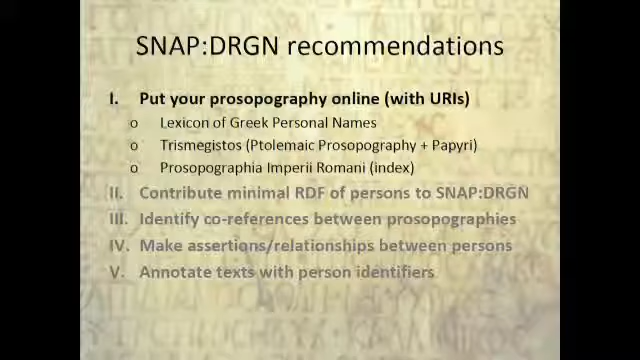 SNAP:DRGN recommendations
I. Put your prosopography online (with URIs)
o Lexicon of Greek Personal Names
o Trismegistos (Ptolemaic Prosopography + Papyri)
o Prosopographia Imperii Romani (index)
II. Contribute minimal RDF of persons to SNAP:DRGN
III. Identify co-references between prosopographies
IV. Make assertions/relationships between persons
V. Annotate texts with person identifiers